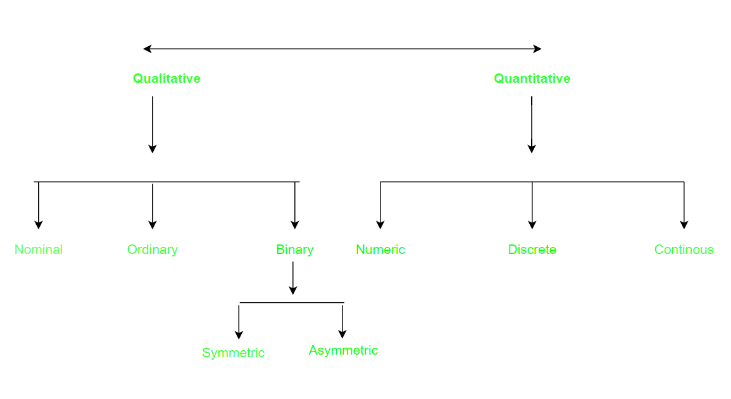 Qualitative
Quantitative
Nominal
Ordinary
Binary
Numeric
Discrete
Continous
Symmetric
Asymmetric